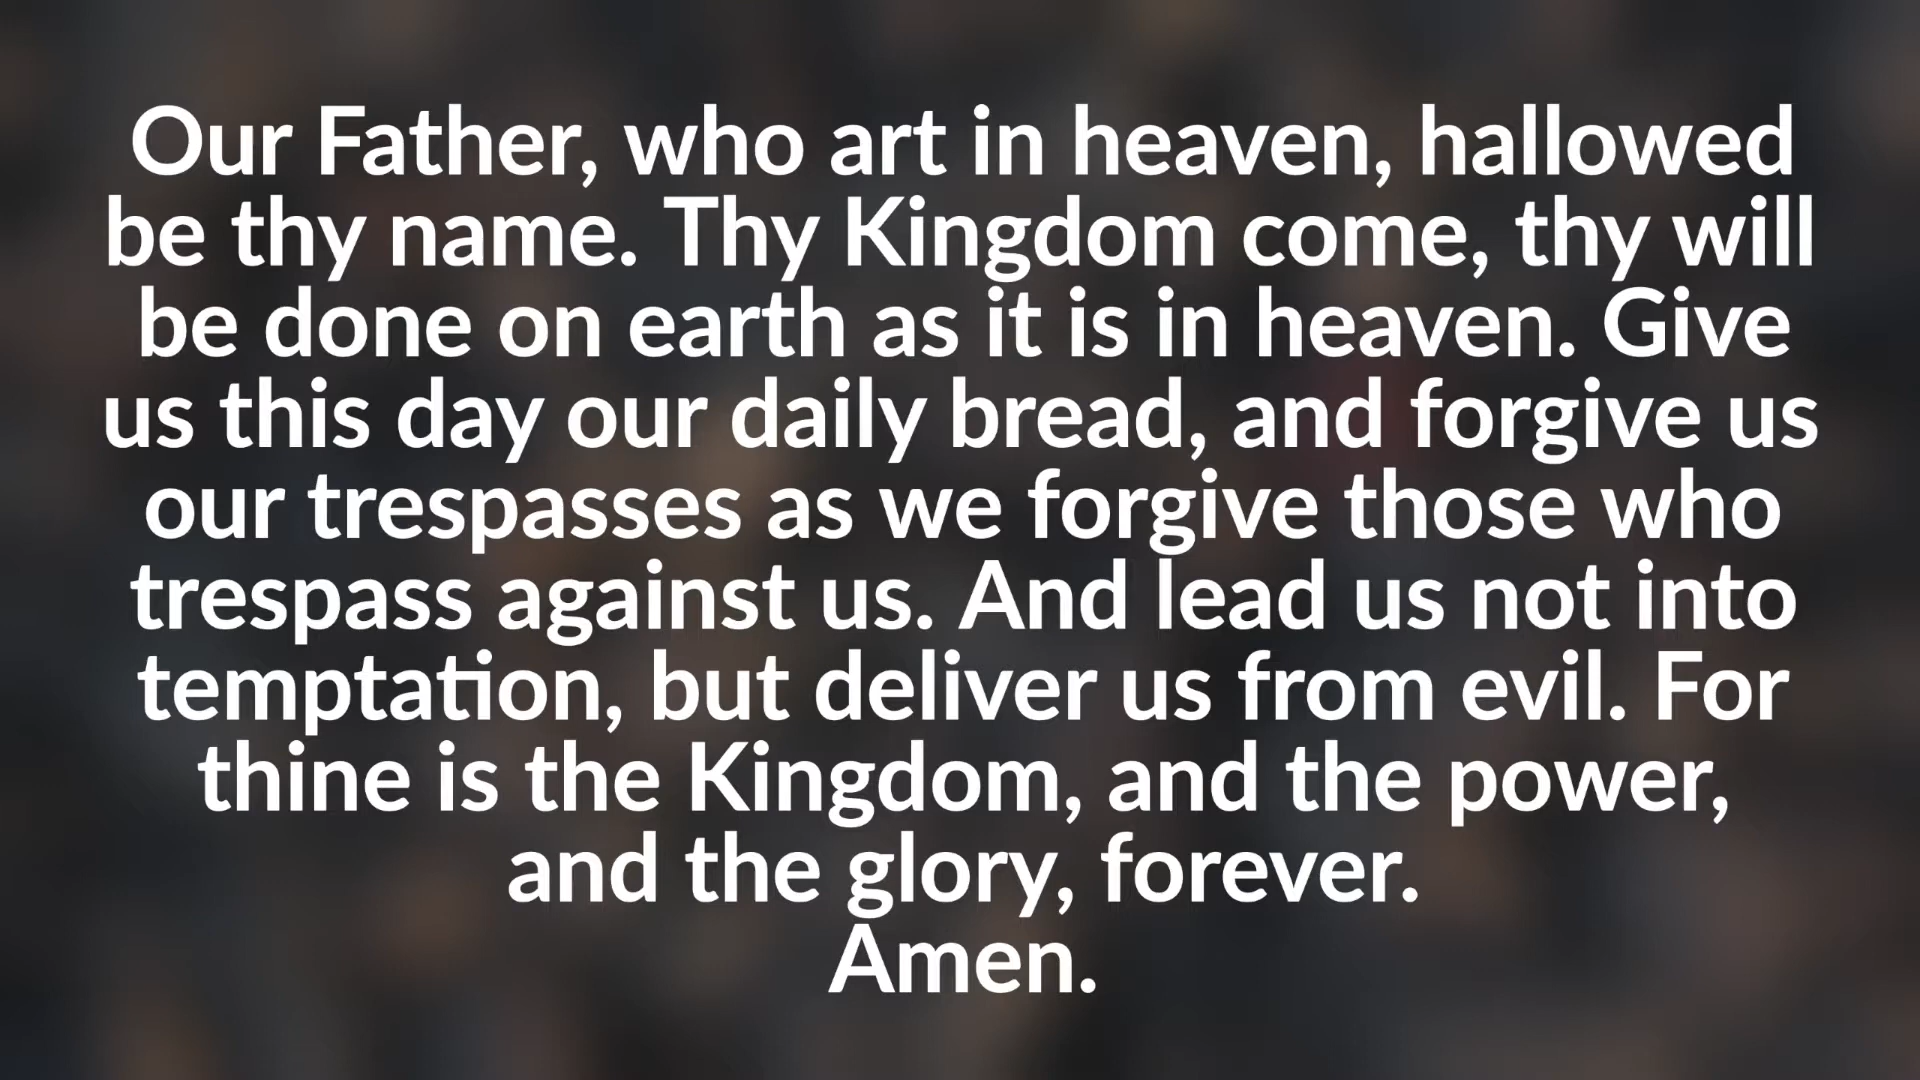 Our Father, who art in heaven, hallowed
be thy name. Thy Kingdom come, thy will
be done on earth as it is in heaven. Give
us this day our daily bread, and forgive us
our trespasses as we forgive those who
trespass against us. And lead us not into
temptation, but deliver us from evil. For
thine is the Kingdom, and the power,
and the glory, forever.
Amen.